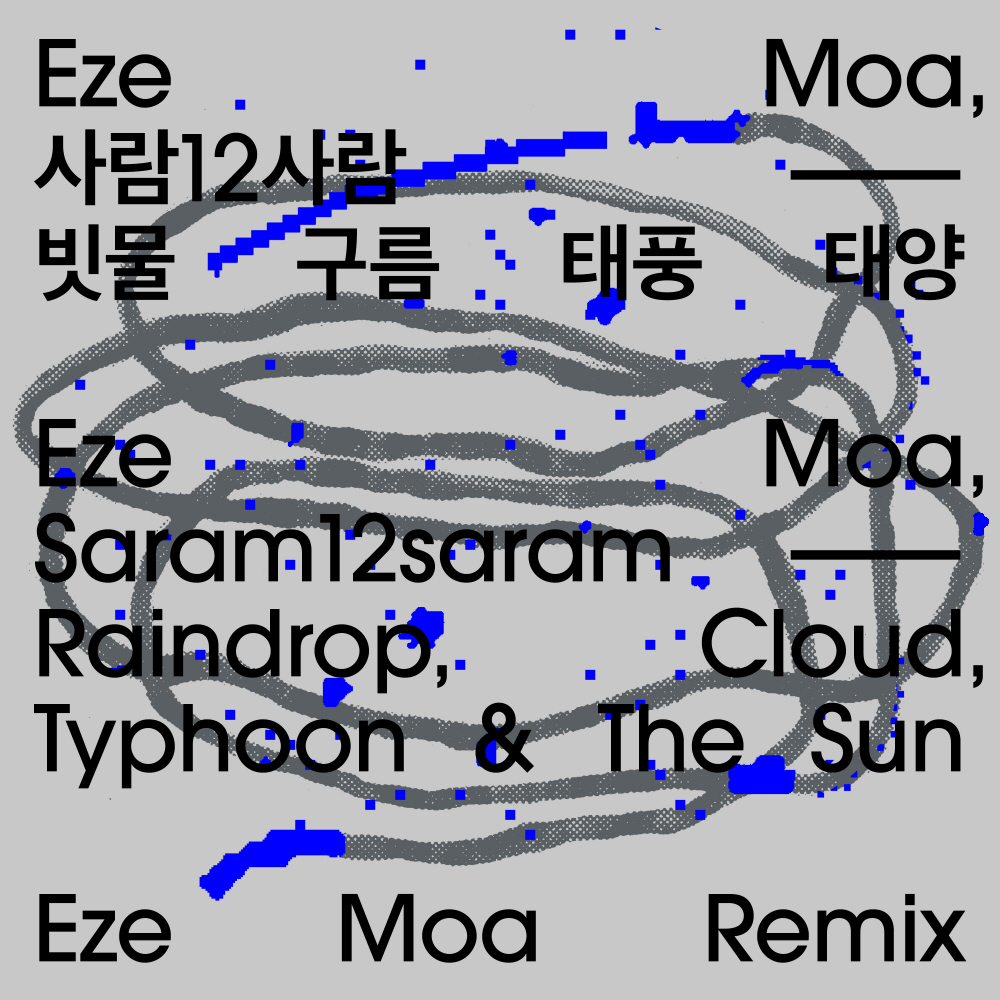 Eze Moa,
사람12사람 —
빗물 구름 태풍 태양
Eze Moa,
Saram12saram —
Raindrop, Cloud,
Typhoon & The Sun
Eze Moa Remix